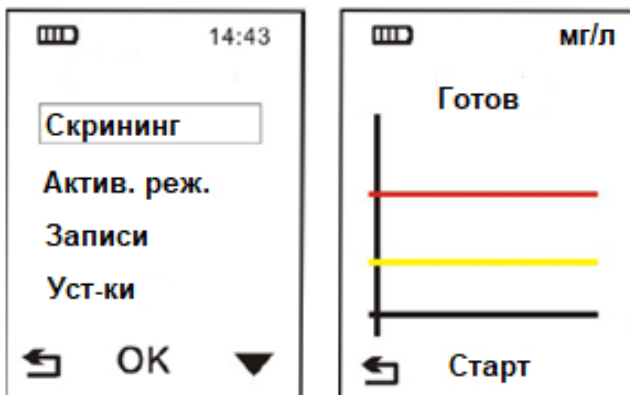 14:43
Скрининг
Актив. реж.
Записи
Уст-ки
OK
мг/л
Готов
Старт